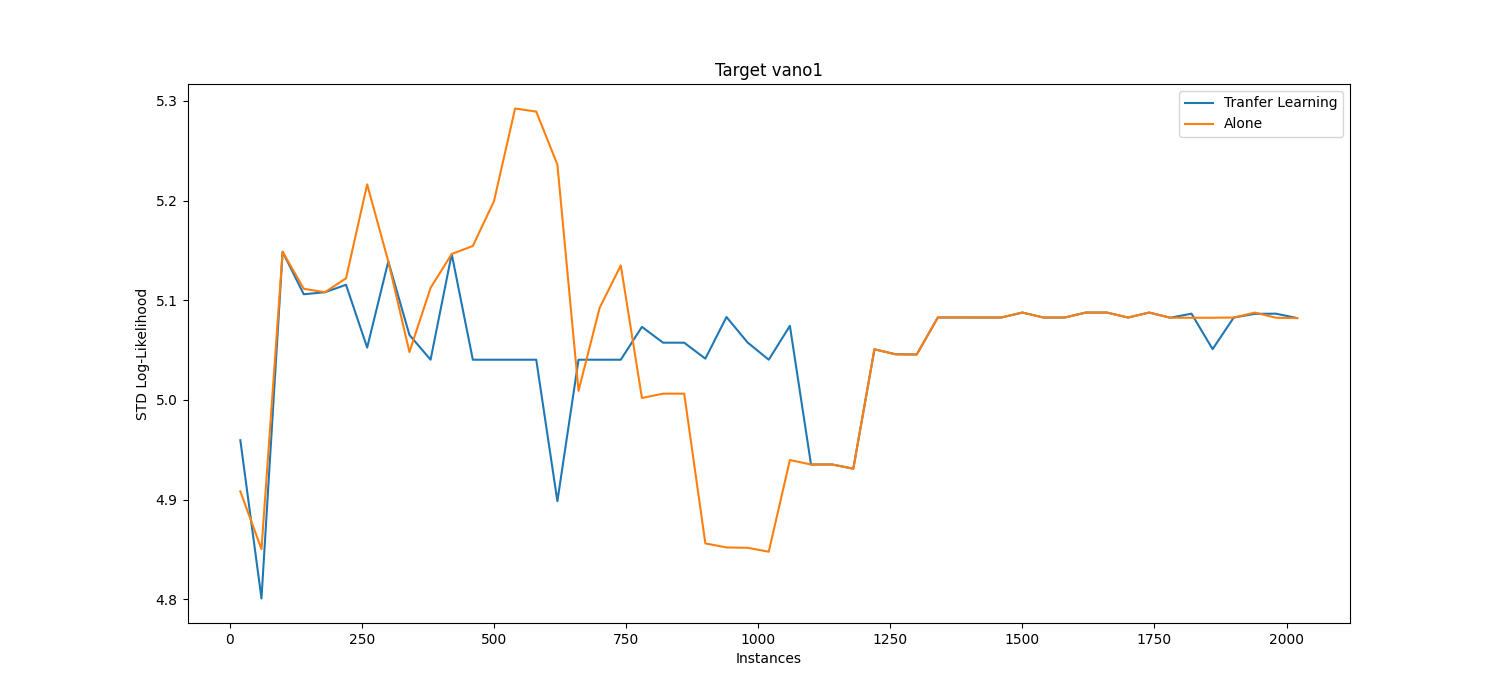 Target vano1
Tranfer Learning
Alone
STD Log-Likelihood
5.3
5.2
5.1
5.0
4.9
4.8
0 250 500 750 1000 1250 1500 1750 2000
Instances